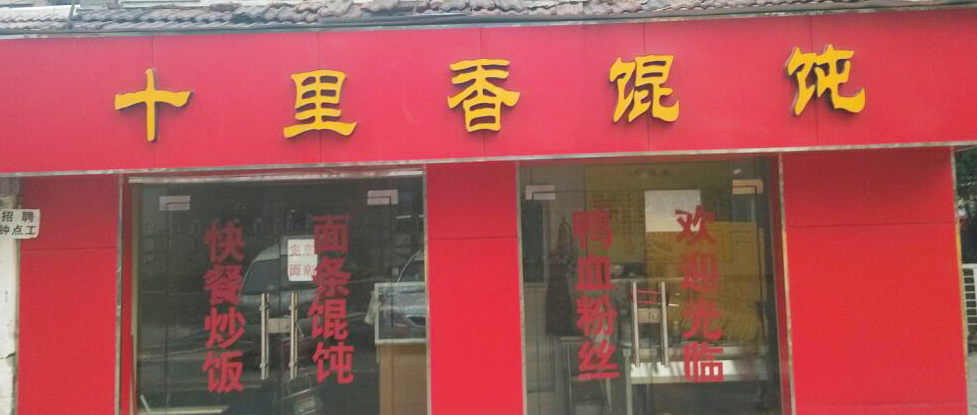 十里香馄饨
招聘
钟点工
快餐炒饭
面条馄饨
鸭血粉丝
欢迎光临